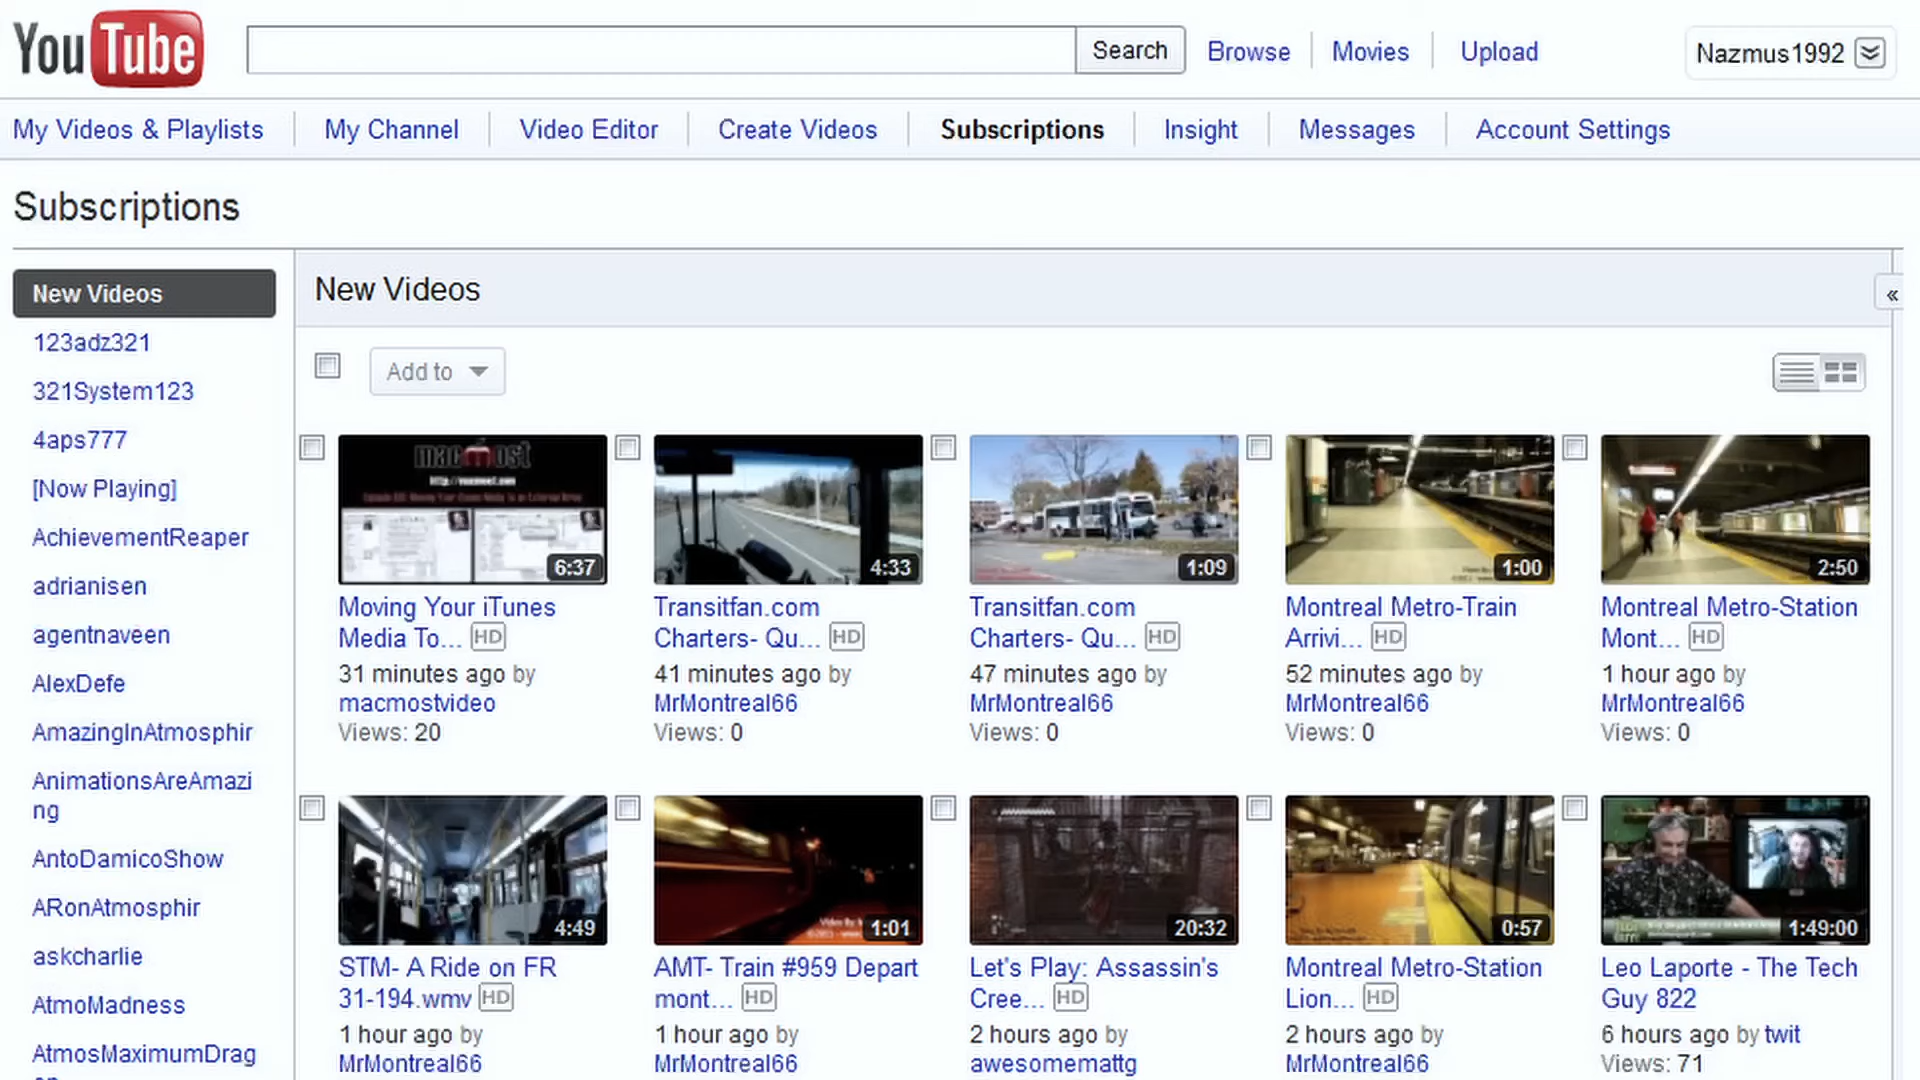 YouTube
Search
Browse
Movies
Upload
Nazmus1992
My Videos & Playlists
My Channel
Video Editor
Create Videos
Subscriptions
Insight
Messages
Account Settings
Subscriptions
New Videos
123adz321
321System123
4aps777
[Now Playing]
AchievementReaper
adrianisen
agentnaveen
AlexDefe
AmazingInAtmosphir
AnimationsAreAmazi
ng
AntoDamicoShow
ARonAtmosphir
askcharlie
AtmoMadness
AtmosMaximumDrag
New Videos
«
Add to
macmost
6:37
Moving Your iTunes
Media To... HD
31 minutes ago by
macmostvideo
Views: 20
4:33
Transitfan.com
Charters- Qu... HD
41 minutes ago by
MrMontreal66
Views: 0
1:09
Transitfan.com
Charters- Qu... HD
47 minutes ago by
MrMontreal66
Views: 0
1:00
Montreal Metro-Train
Arrivi... HD
52 minutes ago by
MrMontreal66
Views: 0
2:50
Montreal Metro-Station
Mont... HD
1 hour ago by
MrMontreal66
Views: 0
4:49
STM- A Ride on FR
31-194.wmv HD
1 hour ago by
MrMontreal66
1:01
AMT- Train #959 Depart
mont... HD
1 hour ago by
MrMontreal66
20:32
Let's Play: Assassin's
Cree... HD
2 hours ago by
awesomemattg
0:57
Montreal Metro-Station
Lion... HD
2 hours ago by
MrMontreal66
1:49:00
Leo Laporte - The Tech
Guy 822
6 hours ago by twit
Views: 71